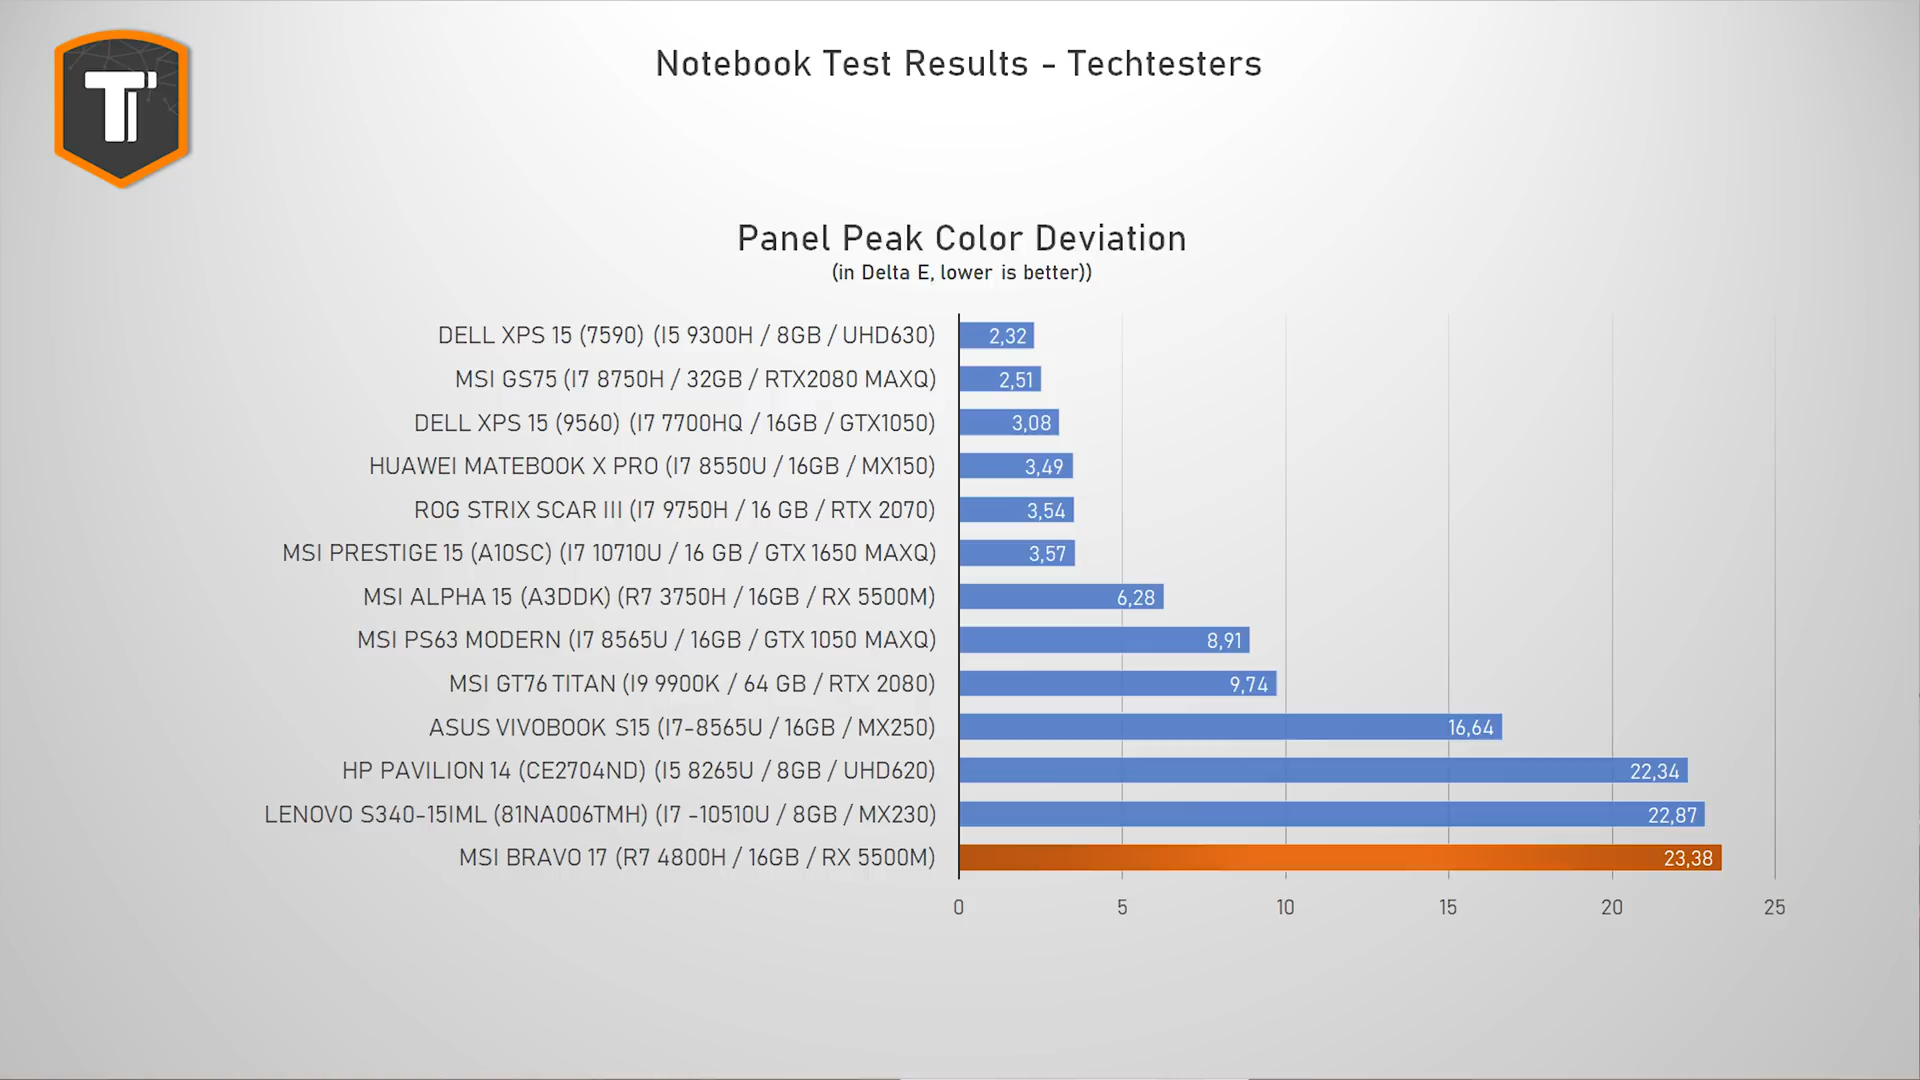 Notebook Test Results - Techtesters
Panel Peak Color Deviation
(in Delta E, lower is better))
DELL XPS 15 (7590) (I5 9300H / 8GB / UHD630) 2,32
MSI GS75 (I7 8750H / 32GB / RTX2080 MAXQ) 2,51
DELL XPS 15 (9560) (I7 7700HQ / 16GB / GTX1050) 3,08
HUAWEI MATEBOOK X PRO (I7 8550U / 16GB / MX150) 3,49
ROG STRIX SCAR III (I7 9750H / 16 GB / RTX 2070) 3,54
MSI PRESTIGE 15 (A10SC) (I7 10710U / 16 GB / GTX 1650 MAXQ) 3,57
MSI ALPHA 15 (A3DDK) (R7 3750H / 16GB / RX 5500M) 6,28
MSI PS63 MODERN (I7 8565U / 16GB / GTX 1050 MAXQ) 8,91
MSI GT76 TITAN (I9 9900K / 64 GB / RTX 2080) 9,74
ASUS VIVOBOOK S15 (I7-8565U / 16GB / MX250) 16,64
HP PAVILION 14 (CE2704ND) (I5 8265U / 8GB / UHD620) 22,34
LENOVO S340-15IML (81NA006TMH) (I7 -10510U / 8GB / MX230) 22,87
MSI BRAVO 17 (R7 4800H / 16GB / RX 5500M) 23,38
0 5 10 15 20 25